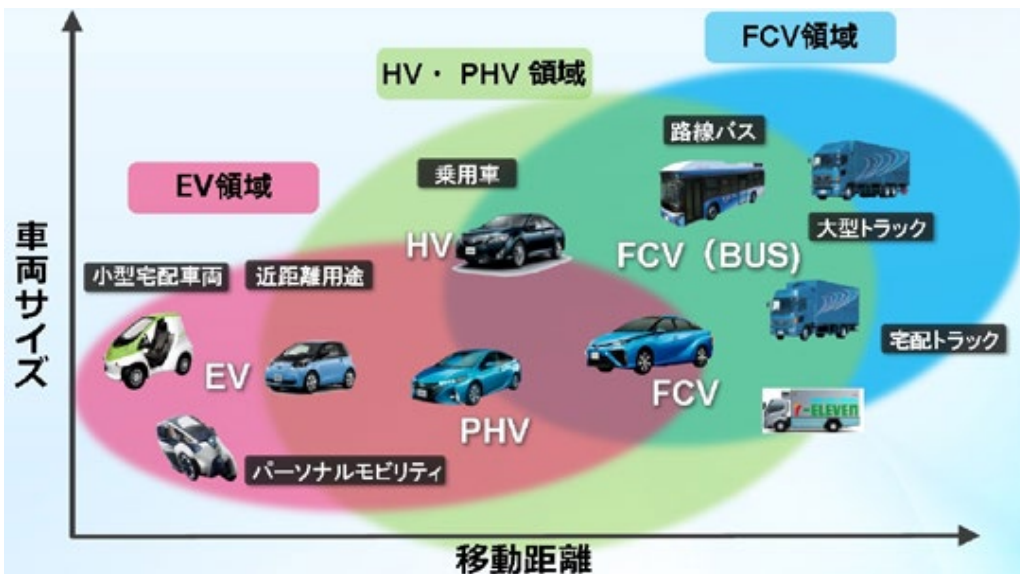 FCV領域
HV・PHV 領域
路線バス
乗用車
EV領域
大型トラック
HV
FCV（BUS)
小型宅配車両
近距離用途
宅配トラック
EV
FCV
PHV
-ELEVEN
パーソナルモビリティ
車両サイズ
移動距離